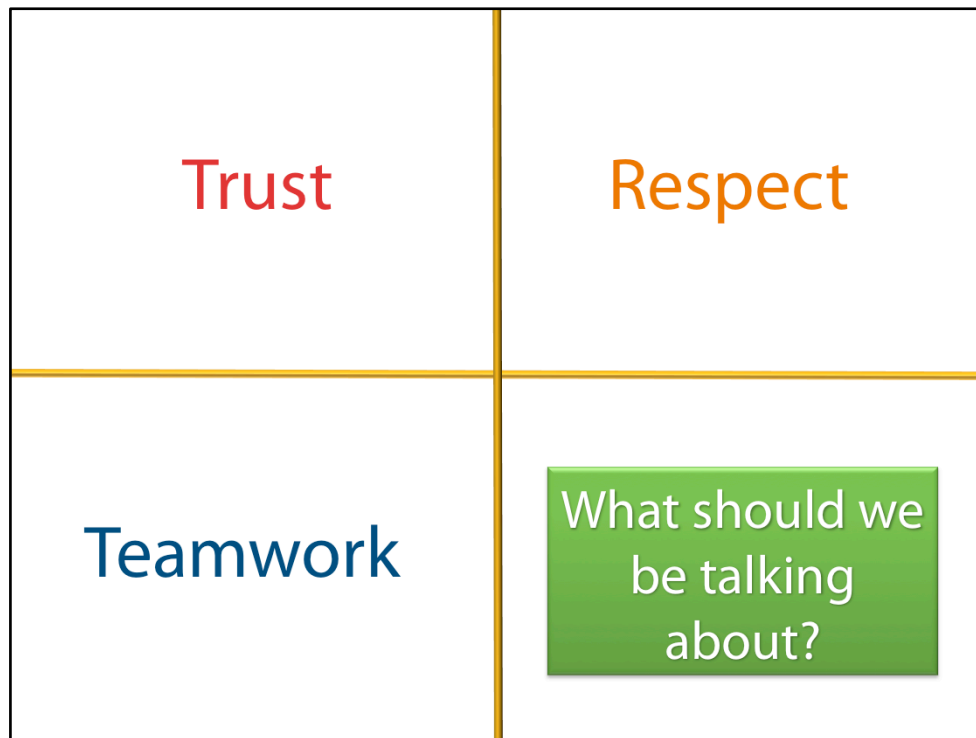 Trust
Respect
Teamwork
What should we
be talking
about?